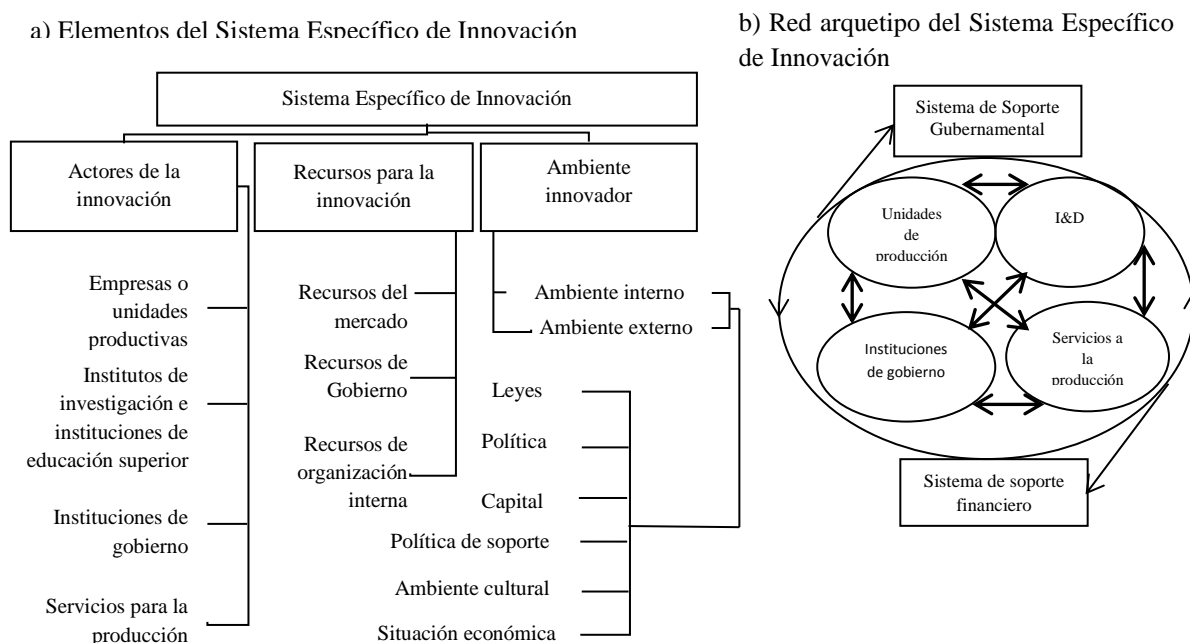 a) Elementos del Sistema Específico de Innovación
Sistema Específico de Innovación
Actores de la
innovación
Recursos para la
innovación
Ambiente
innovador
Empresas o
unidades
productivas
Institutos de
investigación e
instituciones de
educación superior
Instituciones de
gobierno
Servicios para la
producción
Recursos del
mercado
Recursos de
Gobierno
Recursos de
organización
interna
Ambiente interno
Ambiente externo
Leyes
Política
Capital
Política de soporte
Ambiente cultural
Situación económica
b) Red arquetipo del Sistema Específico
de Innovación
Sistema de Soporte
Gubernamental
Unidades
de
producción
I&D
Instituciones
de gobierno
Servicios a
la
producción
Sistema de soporte
financiero